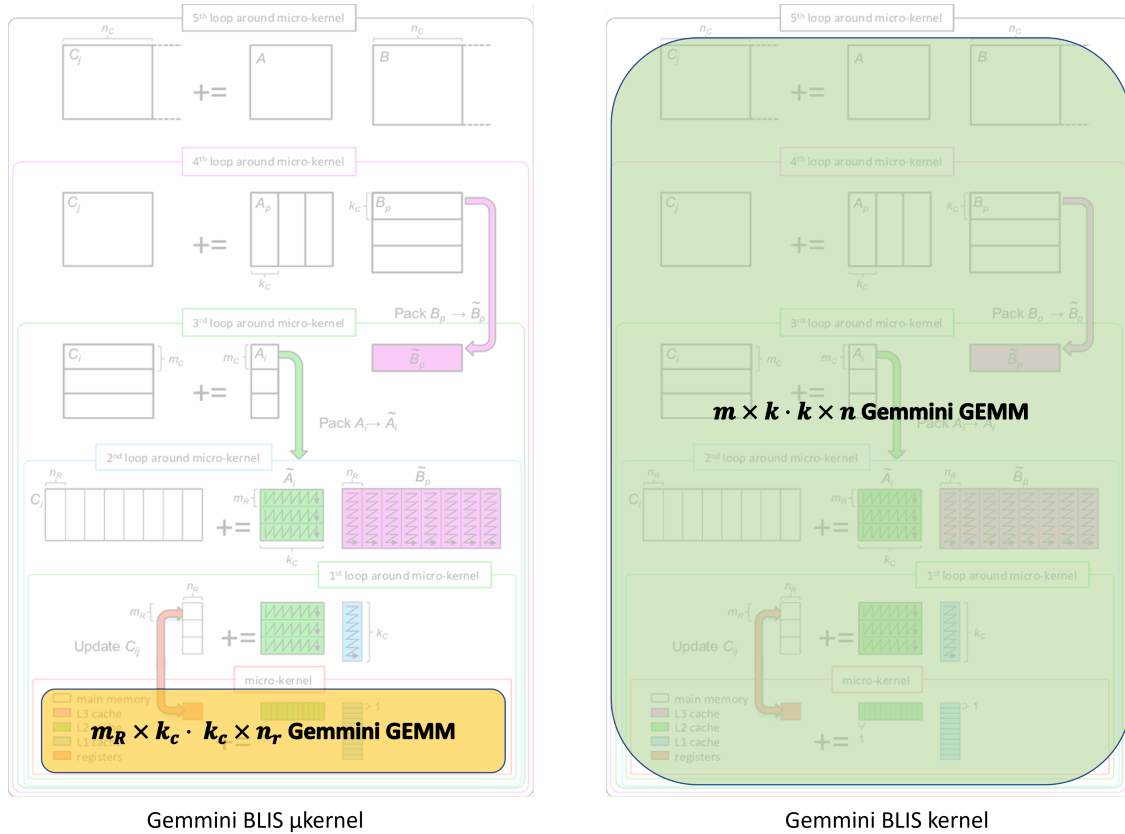 5th loop around micro-kernel
nC
nC
Cj
A
B
+=
4th loop around micro-kernel
Cj
Ap
kC
Bp
+=
kC
Pack Bp → B̃p
3rd loop around micro-kernel
Ci
mC
mC
Ai
B̃p
+=
Pack Ai → Ãi
2nd loop around micro-kernel
nR
Ãi
nR
B̃p
Ci
mR
+=
kC
1st loop around micro-kernel
nR
mR
+=
kC
Update Cij
micro-kernel
main memory
L3 cache
L2 cache
L1 cache
registers
1
+=
mR × kc · kc × nr Gemmini GEMM
Gemmini BLIS µkernel
5th loop around micro-kernel
nC
nC
Cj
A
B
+=
4th loop around micro-kernel
Cj
Ap
kC
Bp
+=
kC
Pack Bp → B̃p
3rd loop around micro-kernel
Ci
mC
mC
Ai
B̃p
+=
m × k · k × n Gemmini GEMM
Pack Ai → Ai
2nd loop around micro-kernel
nR
Ãi
nR
B̃p
Ci
mR
+=
kC
1st loop around micro-kernel
nR
mR
+=
kC
Update Cij
micro-kernel
main memory
L3 cache
L2 cache
L1 cache
registers
1
+=
1
Gemmini BLIS kernel